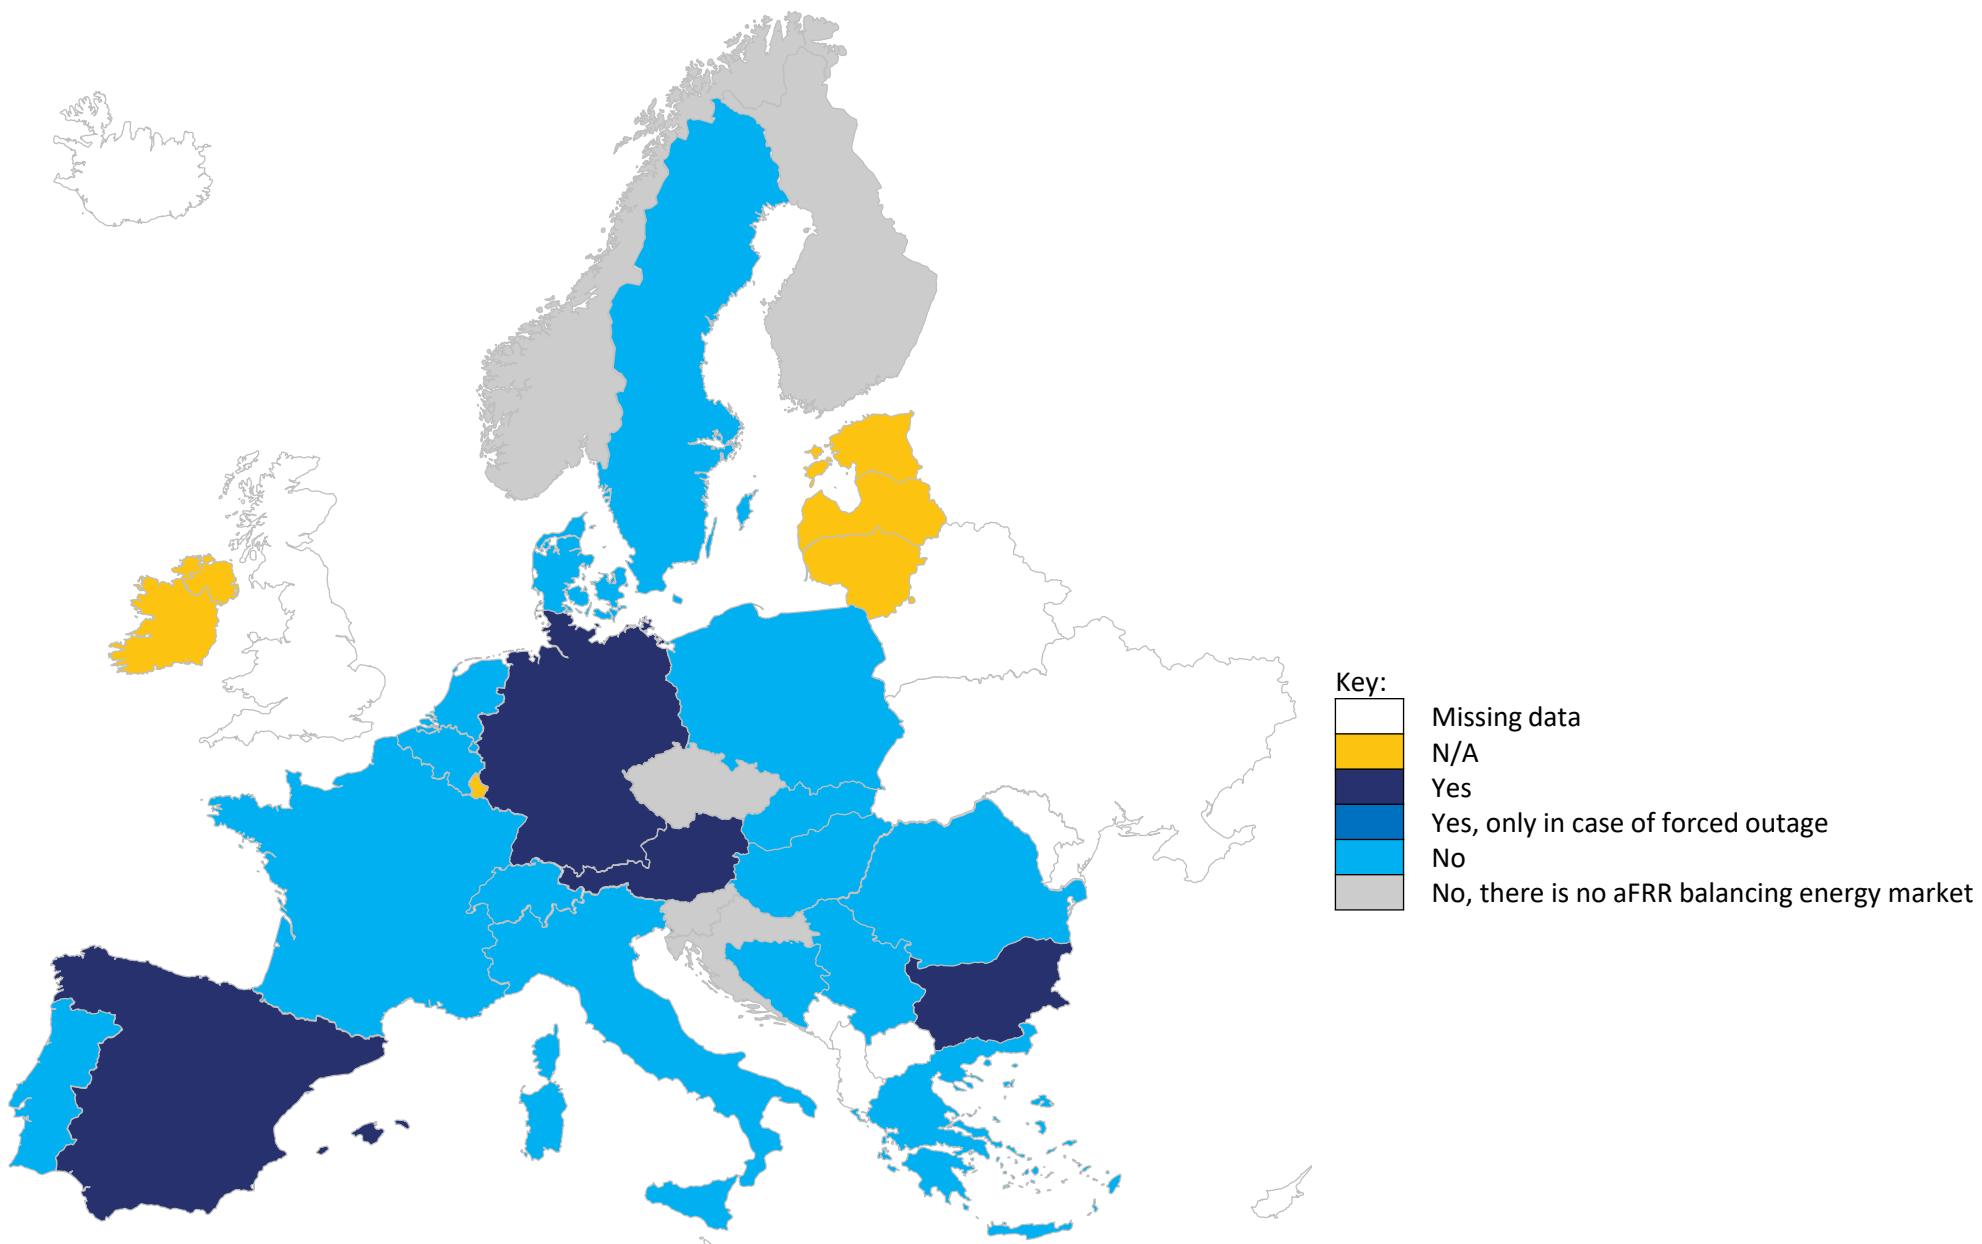 Key:
Missing data
N/A
Yes
Yes, only in case of forced outage
No
No, there is no aFRR balancing energy market